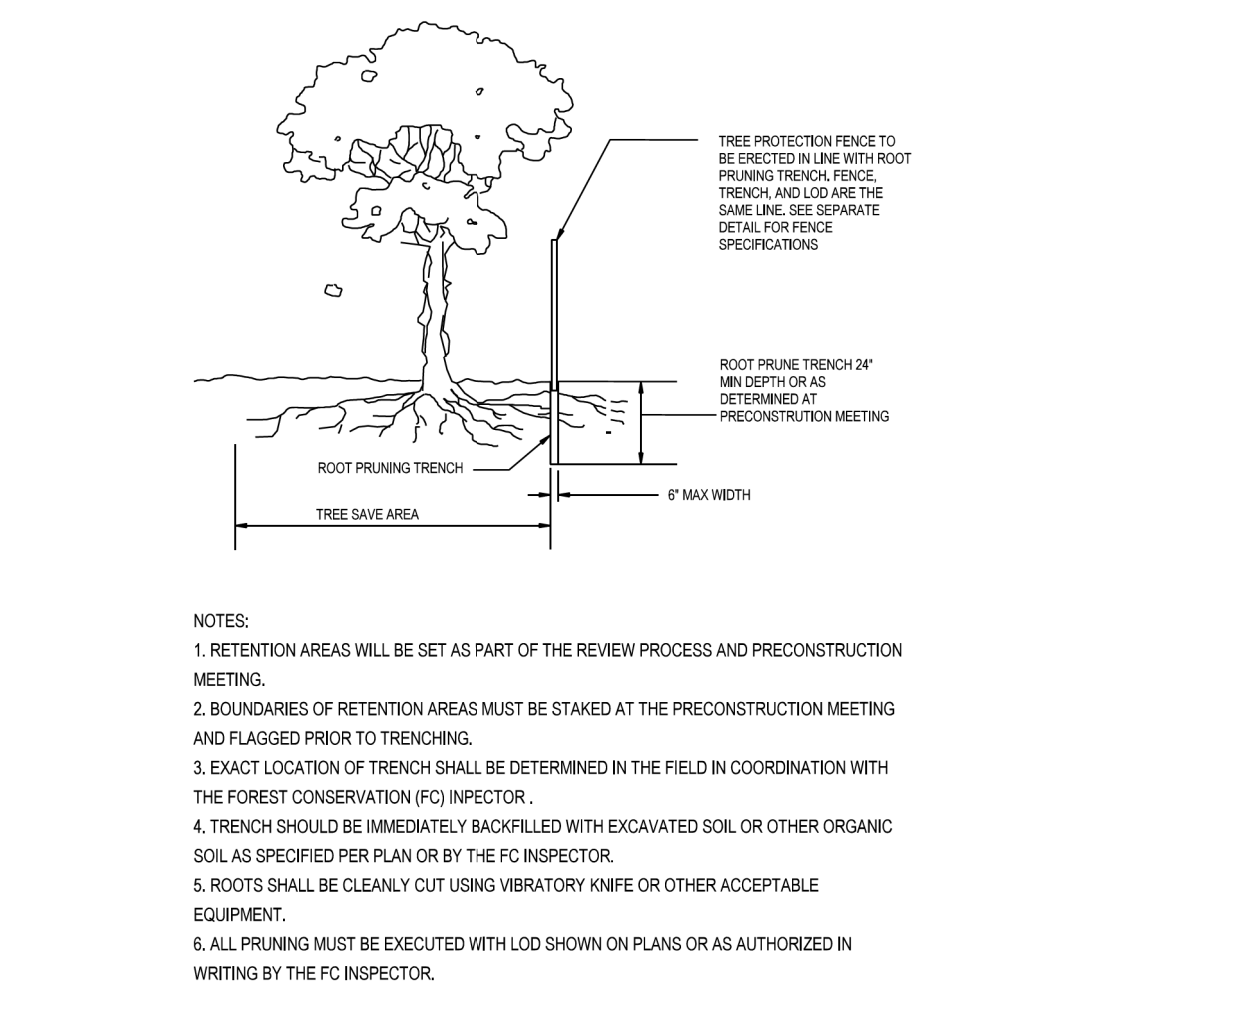 TREE PROTECTION FENCE TO
BE ERECTED IN LINE WITH ROOT
PRUNING TRENCH. FENCE,
TRENCH, AND LOD ARE THE
SAME LINE. SEE SEPARATE
DETAIL FOR FENCE
SPECIFICATIONS
ROOT PRUNE TRENCH 24"
MIN DEPTH OR AS
DETERMINED AT
PRECONSTRUTION MEETING
ROOT PRUNING TRENCH
6" MAX WIDTH
TREE SAVE AREA
NOTES:
1. RETENTION AREAS WILL BE SET AS PART OF THE REVIEW PROCESS AND PRECONSTRUCTION
MEETING.
2. BOUNDARIES OF RETENTION AREAS MUST BE STAKED AT THE PRECONSTRUCTION MEETING
AND FLAGGED PRIOR TO TRENCHING.
3. EXACT LOCATION OF TRENCH SHALL BE DETERMINED IN THE FIELD IN COORDINATION WITH
THE FOREST CONSERVATION (FC) INPECTOR .
4. TRENCH SHOULD BE IMMEDIATELY BACKFILLED WITH EXCAVATED SOIL OR OTHER ORGANIC
SOIL AS SPECIFIED PER PLAN OR BY THE FC INSPECTOR.
5. ROOTS SHALL BE CLEANLY CUT USING VIBRATORY KNIFE OR OTHER ACCEPTABLE
EQUIPMENT.
6. ALL PRUNING MUST BE EXECUTED WITH LOD SHOWN ON PLANS OR AS AUTHORIZED IN
WRITING BY THE FC INSPECTOR.